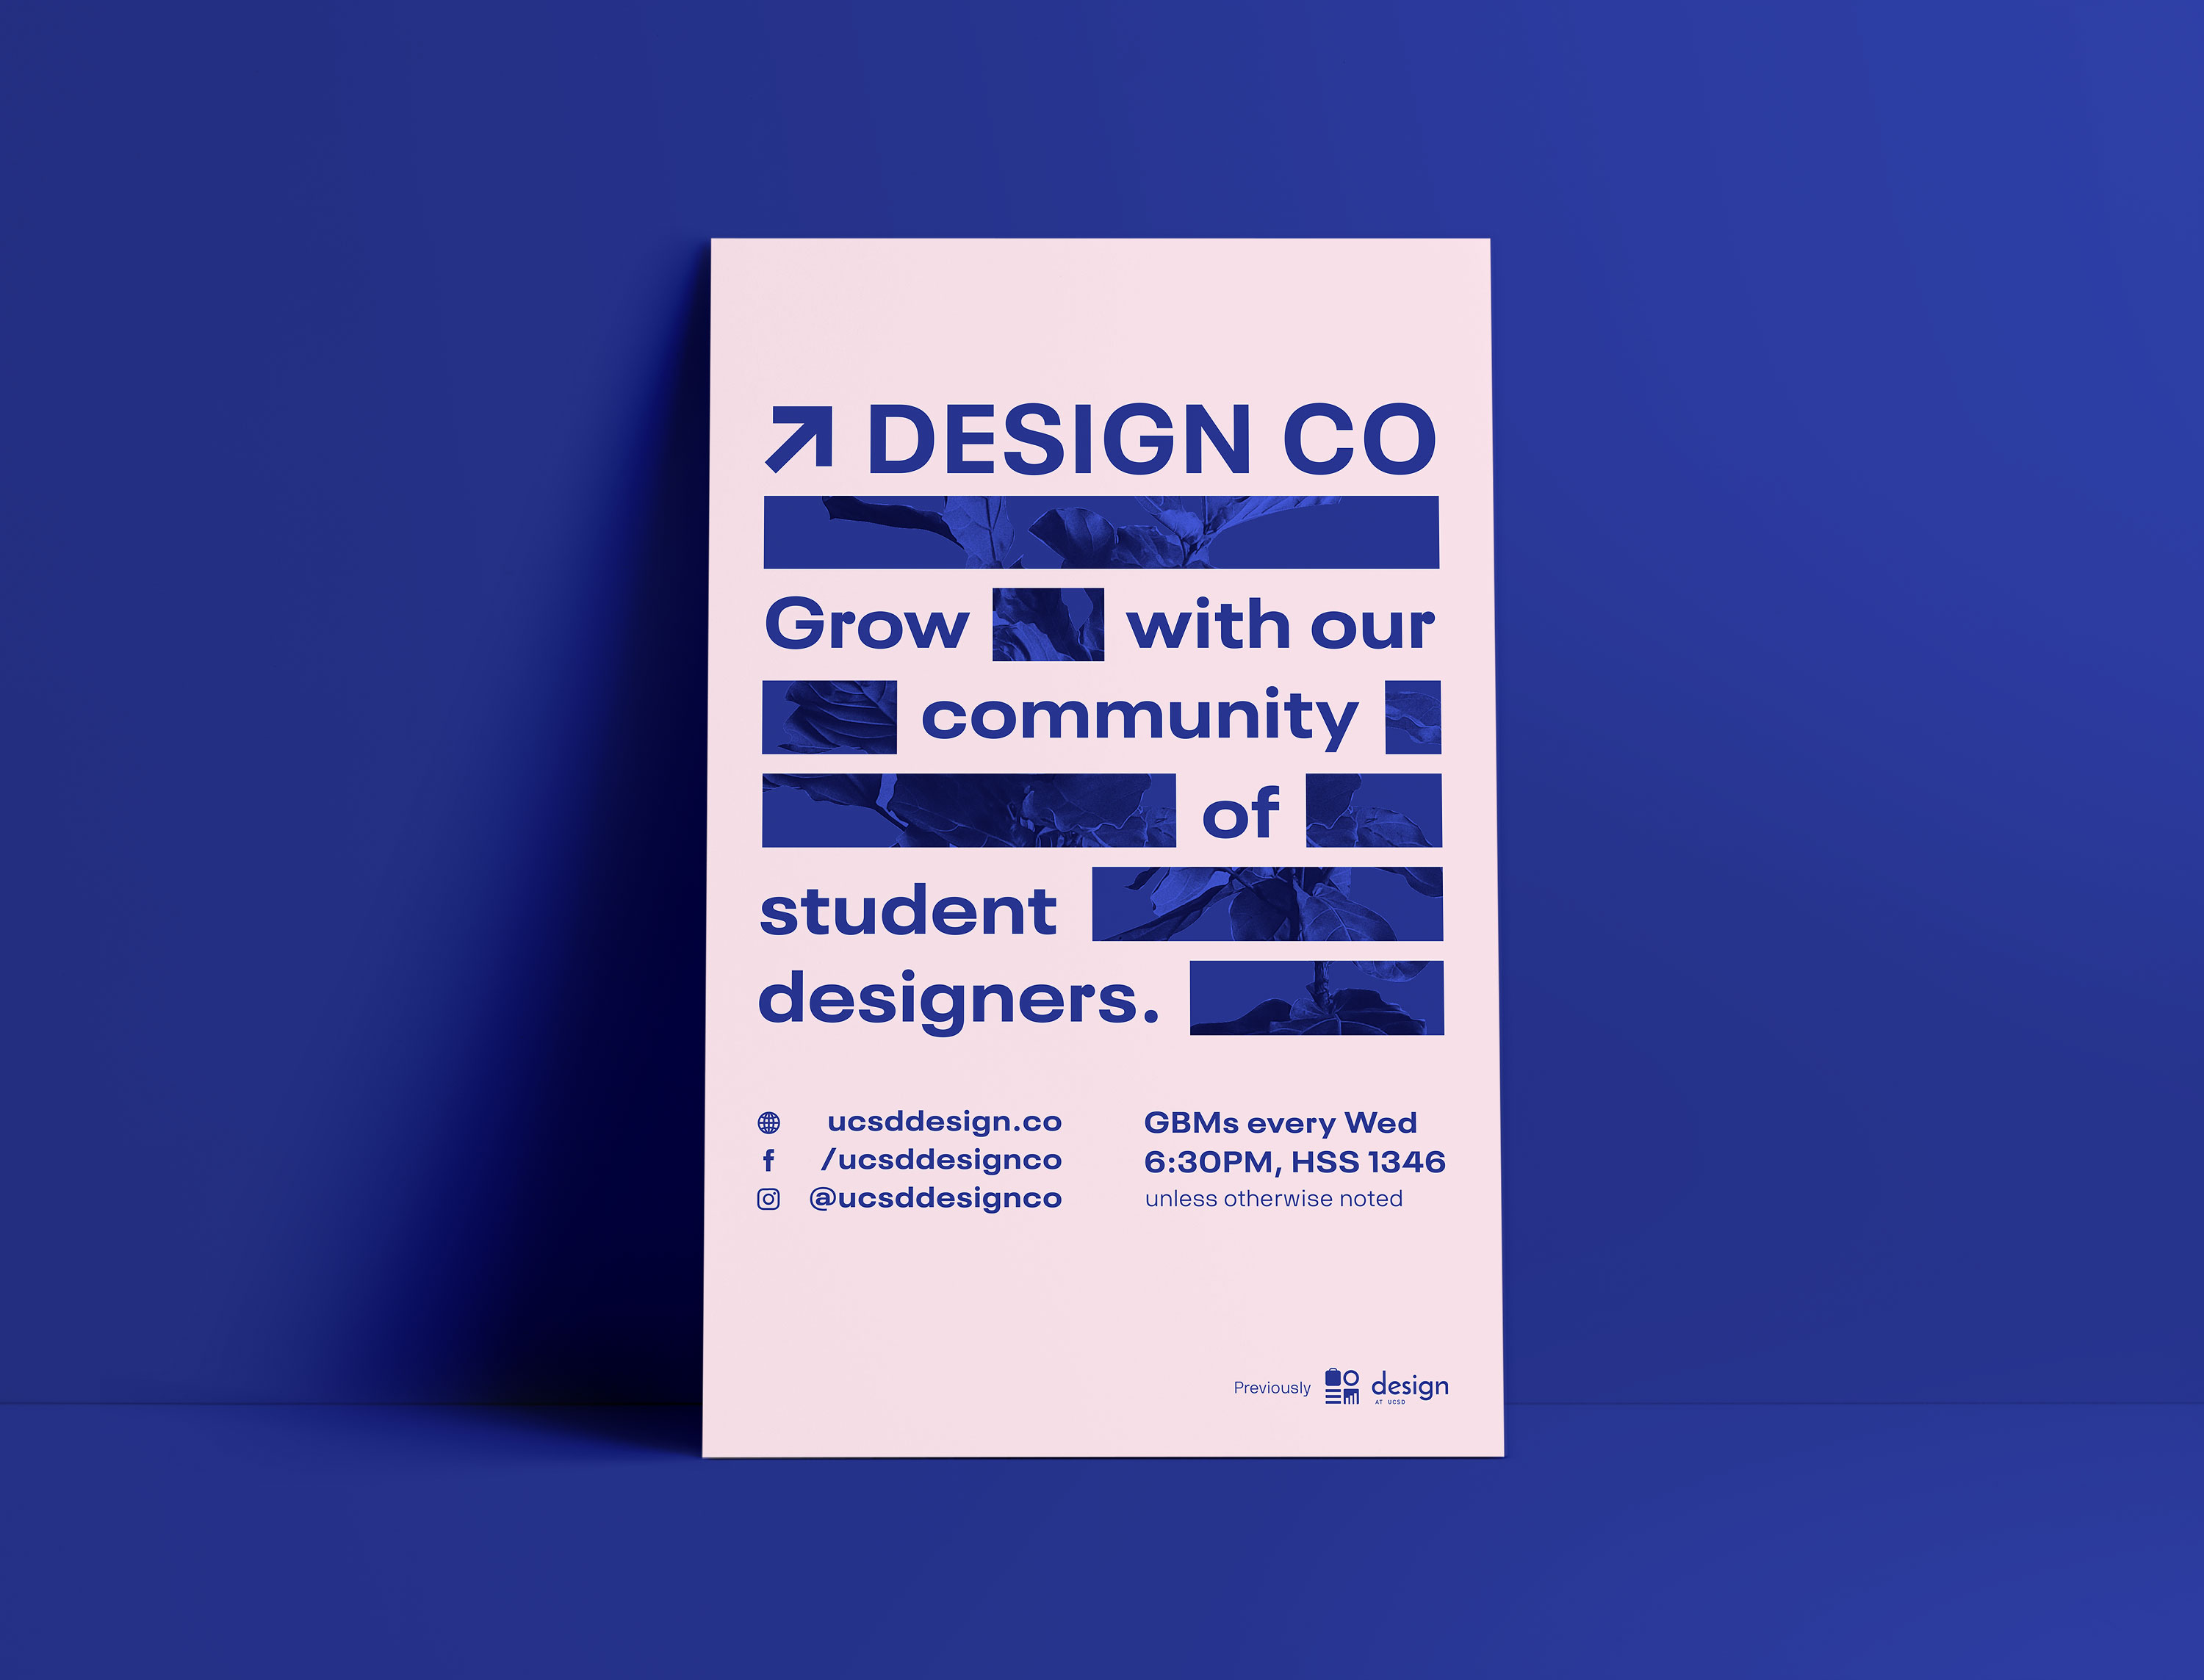 DESIGN CO
Grow with our
community
of
student
designers.
ucsddesign.co
/ucsddesignco
@ucsddesignco
GBMs every Wed
6:30PM, HSS 1346
unless otherwise noted
Previously design
AT UCSD